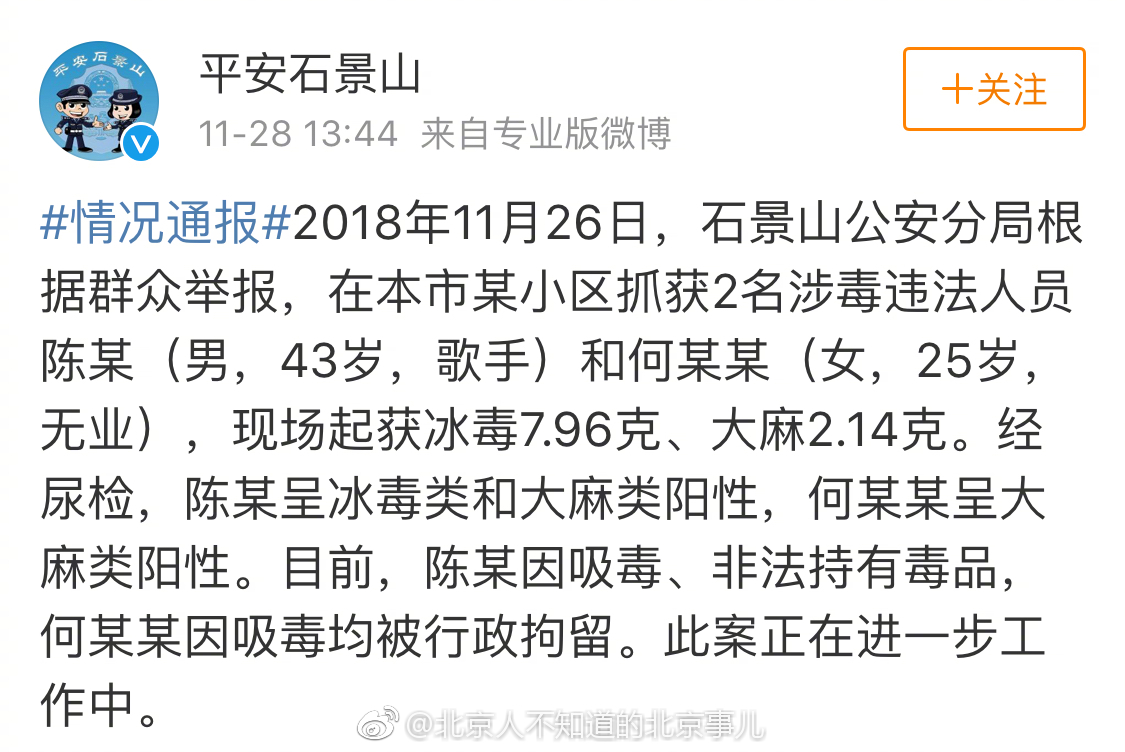 平安石景山
平安石景山
十关注
11-28 13:44 来自专业版微博
#情况通报#2018年11月26日，石景山公安分局根
据群众举报，在本市某小区抓获2名涉毒违法人员
陈某（男，43岁，歌手）和何某某（女，25岁，
无业），现场起获冰毒7.96克、大麻2.14克。经
尿检，陈某呈冰毒类和大麻类阳性，何某某呈大
麻类阳性。目前，陈某因吸毒、非法持有毒品，
何某某因吸毒均被行政拘留。此案正在进一步工
作中。
@北京人不知道的北京事儿